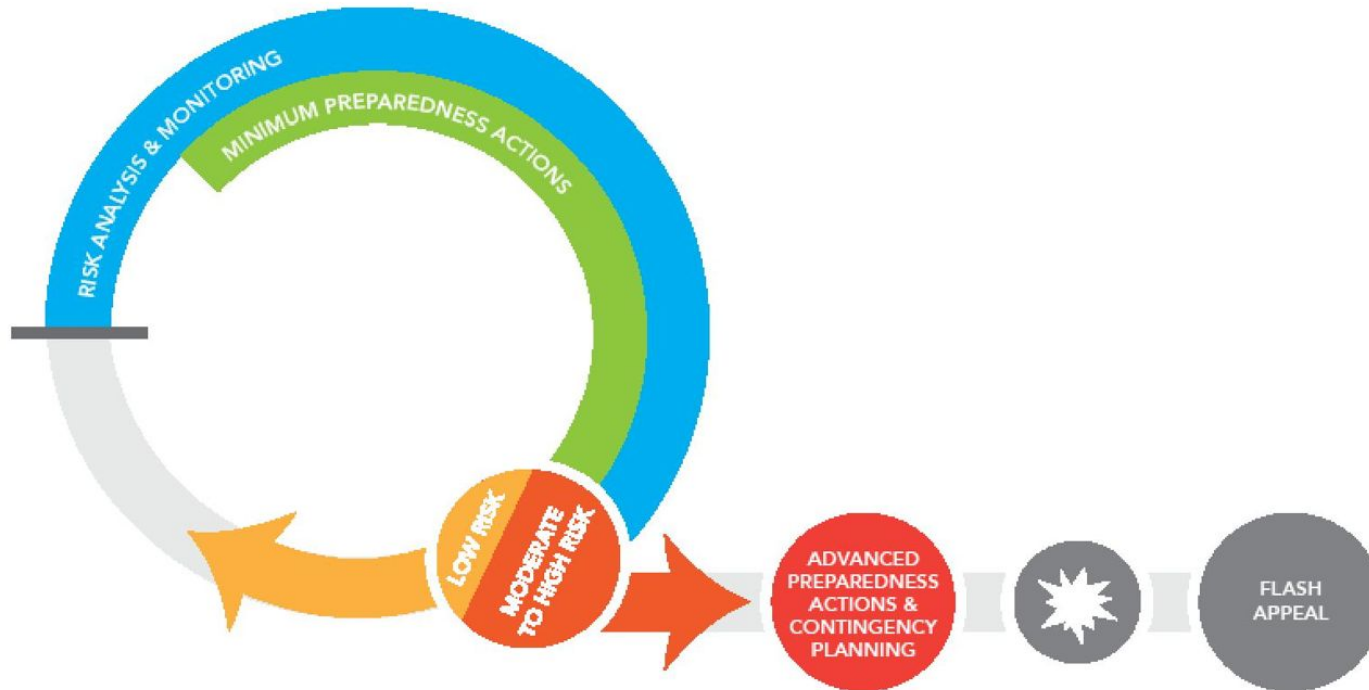 RISK ANALYSIS & MONITORING
MINIMUM PREPAREDNESS ACTIONS
LOW RISK
MODERATE
TO HIGH RISK
ADVANCED
PREPAREDNESS
ACTIONS &
CONTINGENCY
PLANNING
FLASH
APPEAL